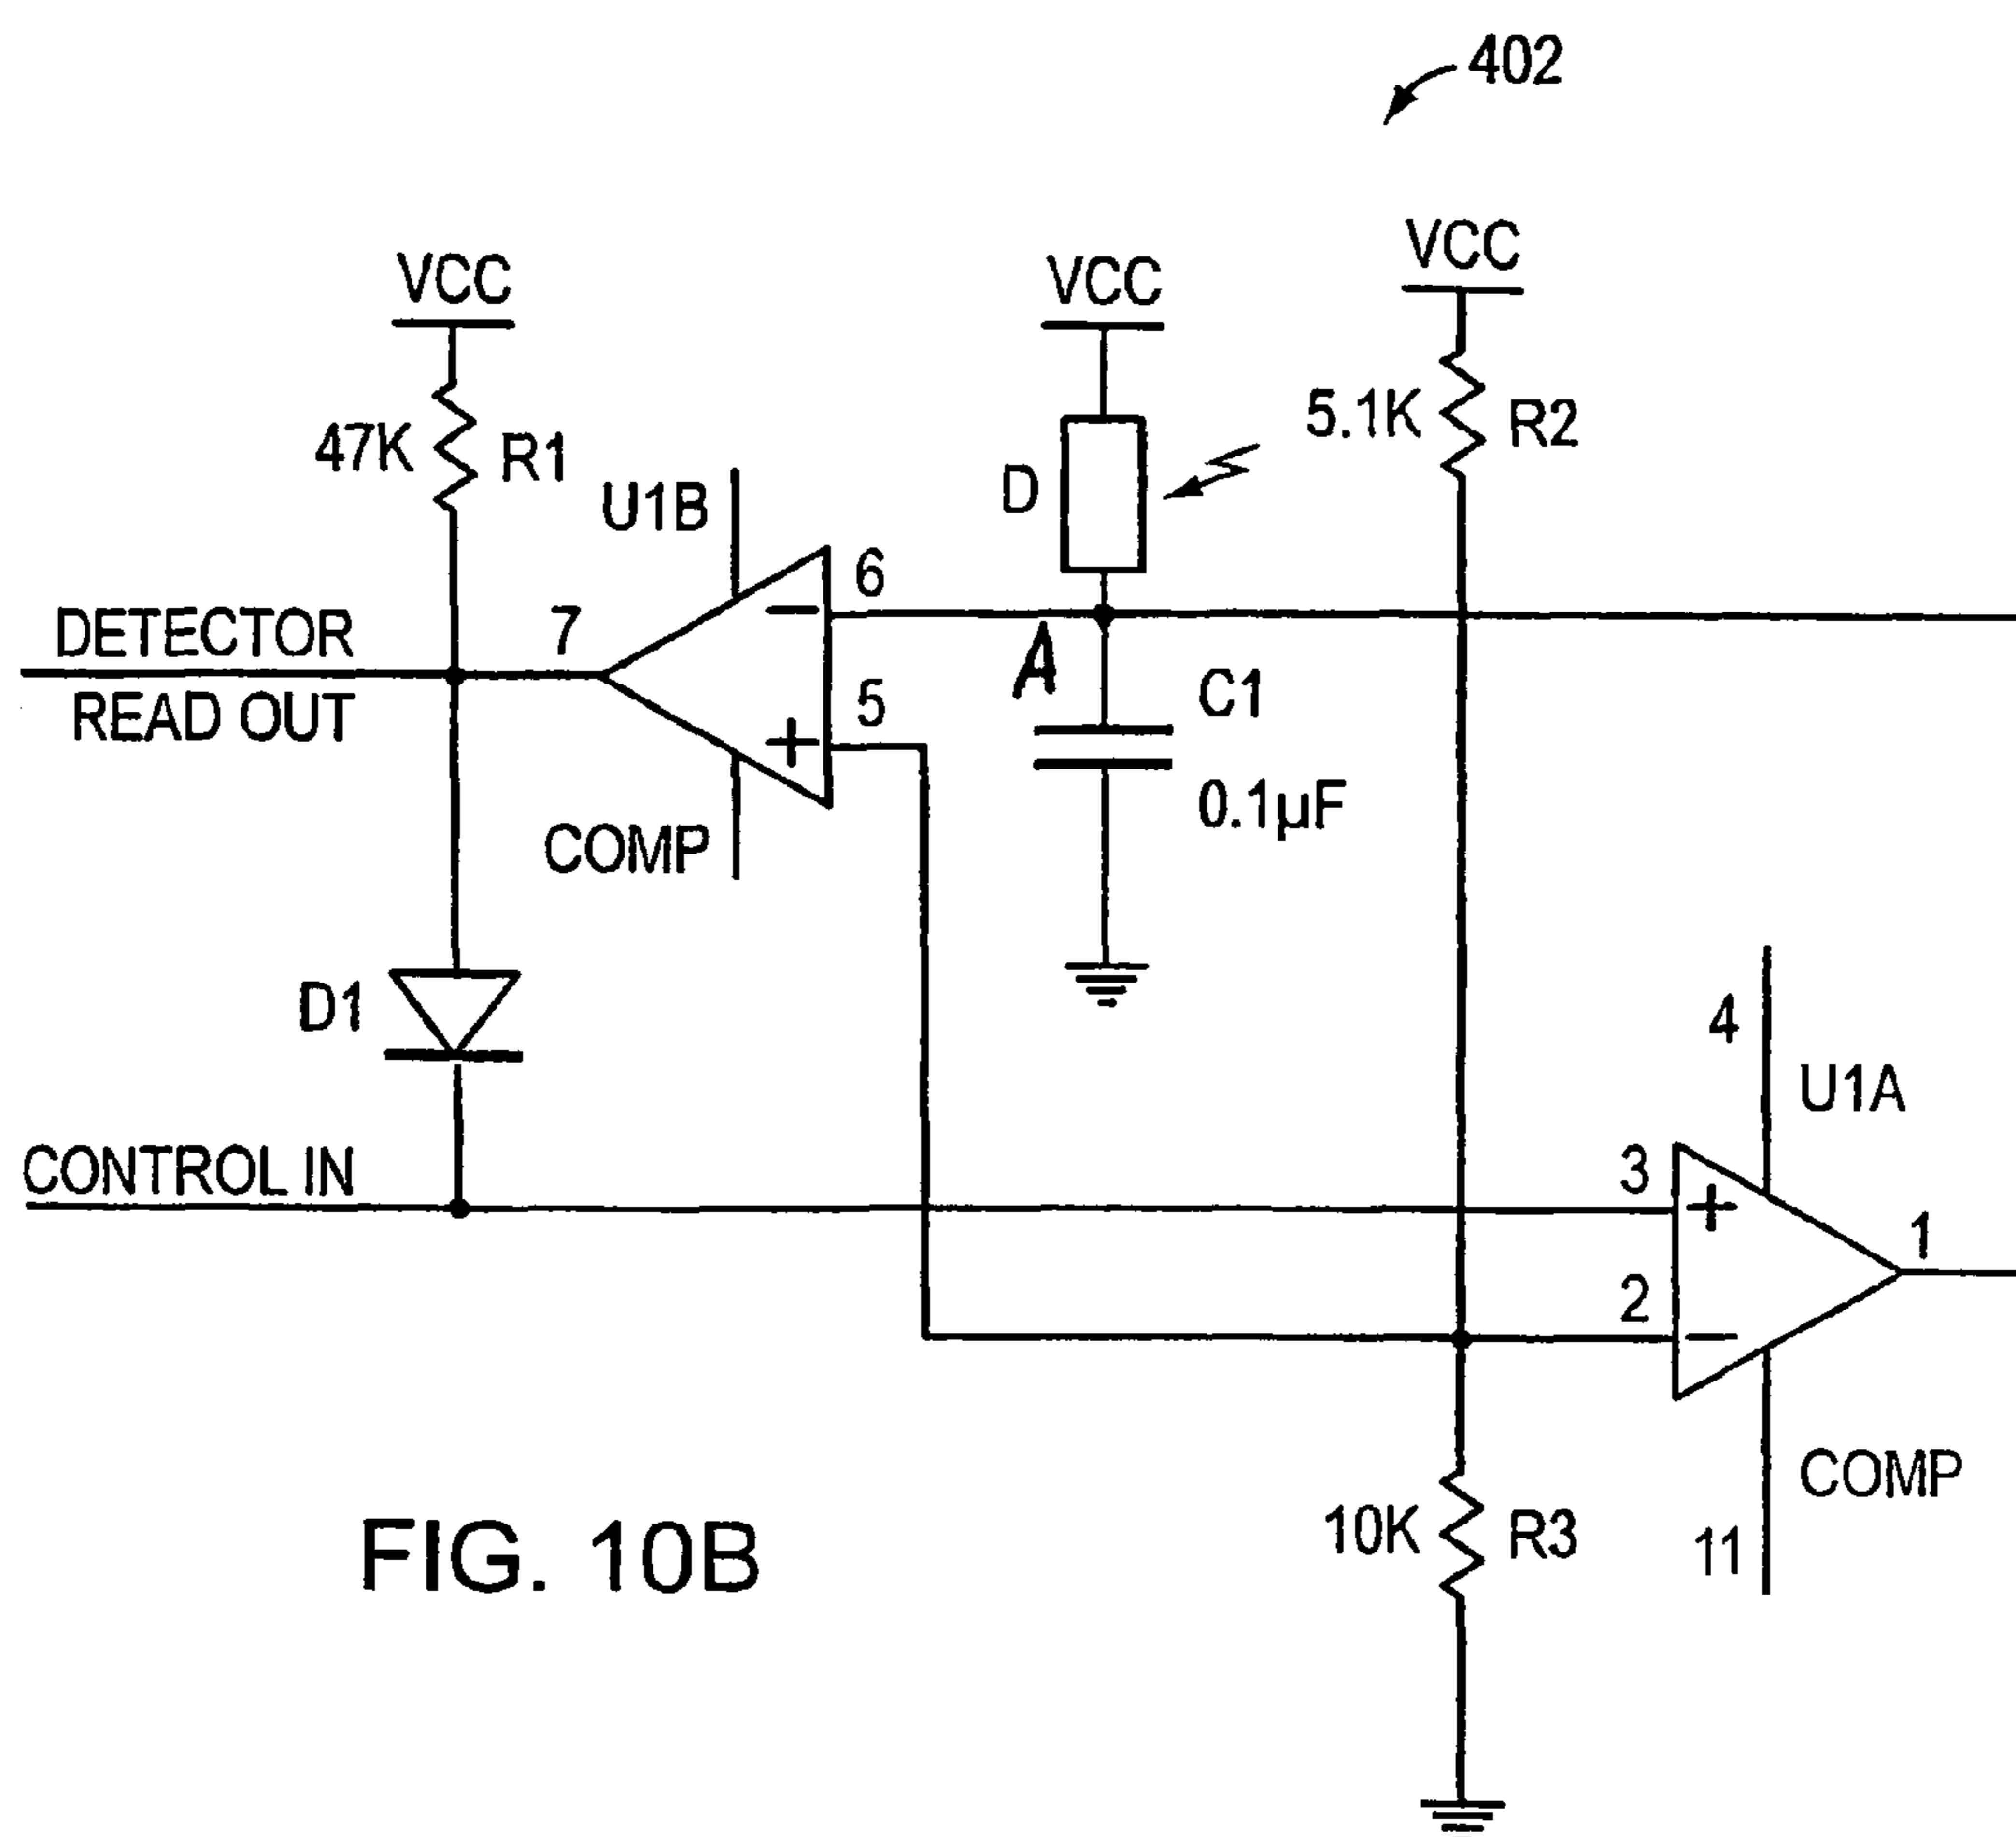 402
VCC
VCC
VCC
47K
R1
U1B
D
5.1K
R2
6
7
DETECTOR
READ OUT
A
5
C1
0.1µF
COMP
D1
4
U1A
CONTROL IN
3
1
2
COMP
10K
R3
11
FIG. 10B